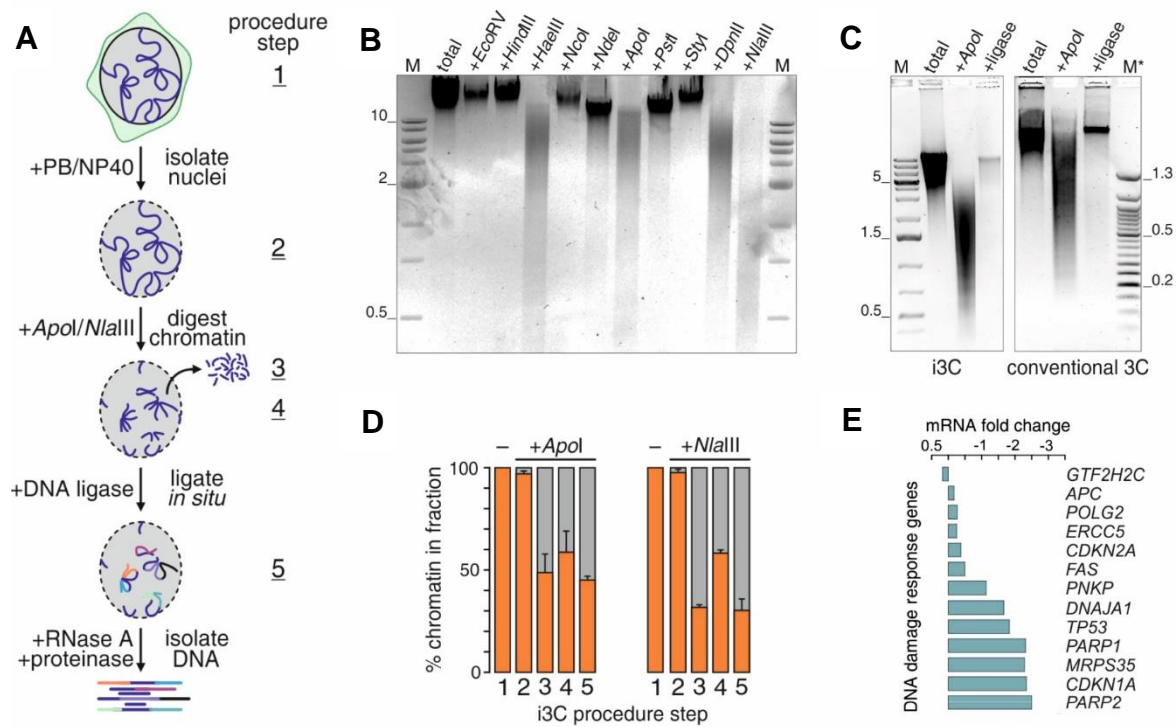 A
procedure
step
1
+PB/NP40
isolate
nuclei
2
+ApoI/NlaIII
digest
chromatin
3
4
+DNA ligase
ligate
in situ
5
+RNase A
+proteinase
isolate
DNA
B
M
total
+EcoRV
+HindIII
+HaeIII
+NcoI
+NdeI
+ApoI
+PstI
+StyI
+DpnII
+NlaIII
M
10
2
0.5
C
M
total
+ApoI
+ligase
total
+ApoI
+ligase
M*
5
1.5
0.5
1.3
0.5
0.2
i3C
conventional 3C
D
– +ApoI
– +NlaIII
% chromatin in fraction
100
50
0
1 2 3 4 5
1 2 3 4 5
i3C procedure step
E
mRNA fold change
0.5 -1 -2 -3
DNA damage response genes
GTF2H2C
APC
POLG2
ERCC5
CDKN2A
FAS
PNKP
DNAJA1
TP53
PARP1
MRPS35
CDKN1A
PARP2